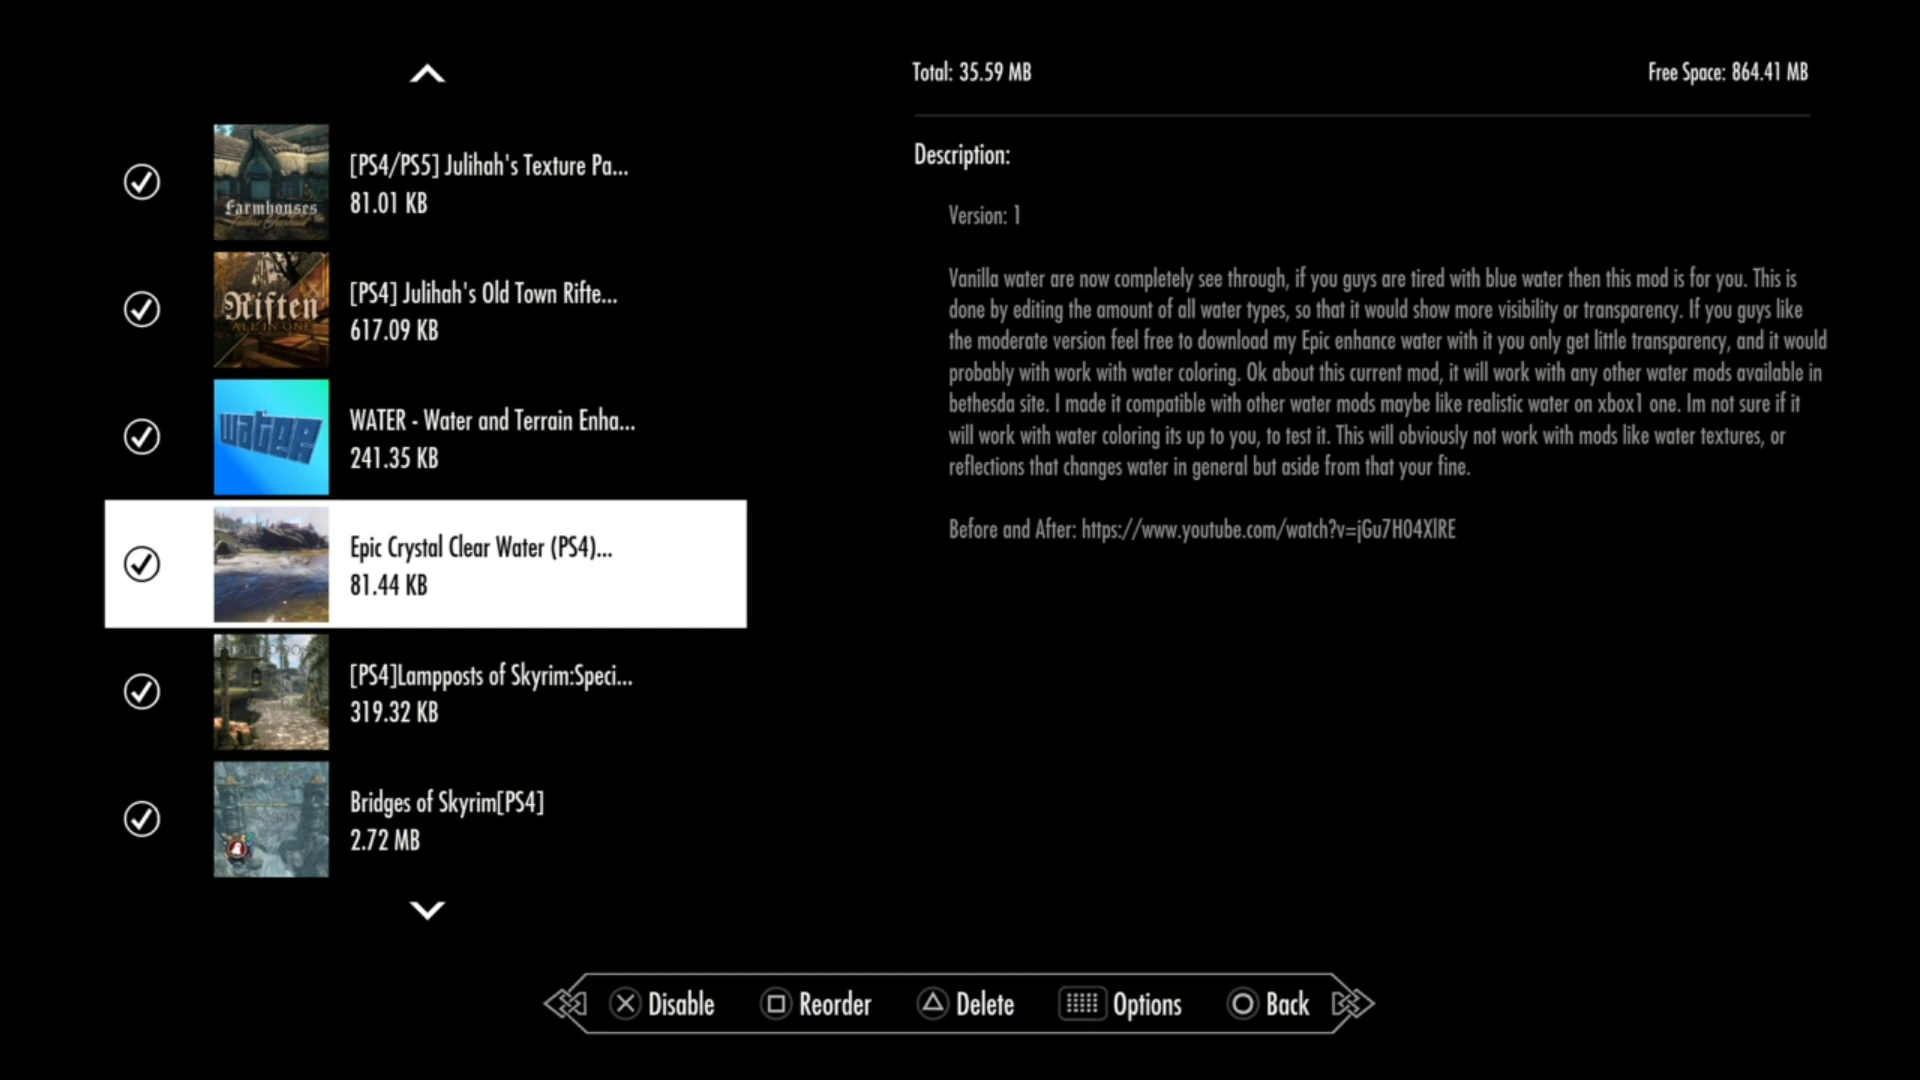 Total: 35.59 MB
Free Space: 864.41 MB
[PS4/PS5] Julihah's Texture Pa...
81.01 KB
Farmhouses
[PS4] Julihah's Old Town Rifte...
617.09 KB
Riften
ALL IN ONE
WATER - Water and Terrain Enha...
241.35 KB
WATER
Epic Crystal Clear Water (PS4)...
81.44 KB
[PS4]Lampposts of Skyrim:Speci...
319.32 KB
Bridges of Skyrim[PS4]
2.72 MB
Description:
Version: 1
Vanilla water are now completely see through, if you guys are tired with blue water then this mod is for you. This is
done by editing the amount of all water types, so that it would show more visibility or transparency. If you guys like
the moderate version feel free to download my Epic enhance water with it you only get little transparency, and it would
probably with work with water coloring. Ok about this current mod, it will work with any other water mods available in
bethesda site. I made it compatible with other water mods maybe like realistic water on xbox1 one. Im not sure if it
will work with water coloring its up to you, to test it. This will obviously not work with mods like water textures, or
reflections that changes water in general but aside from that your fine.
Before and After: https://www.youtube.com/watch?v=jGu7H04XlRE
Disable
Reorder
Delete
Options
Back